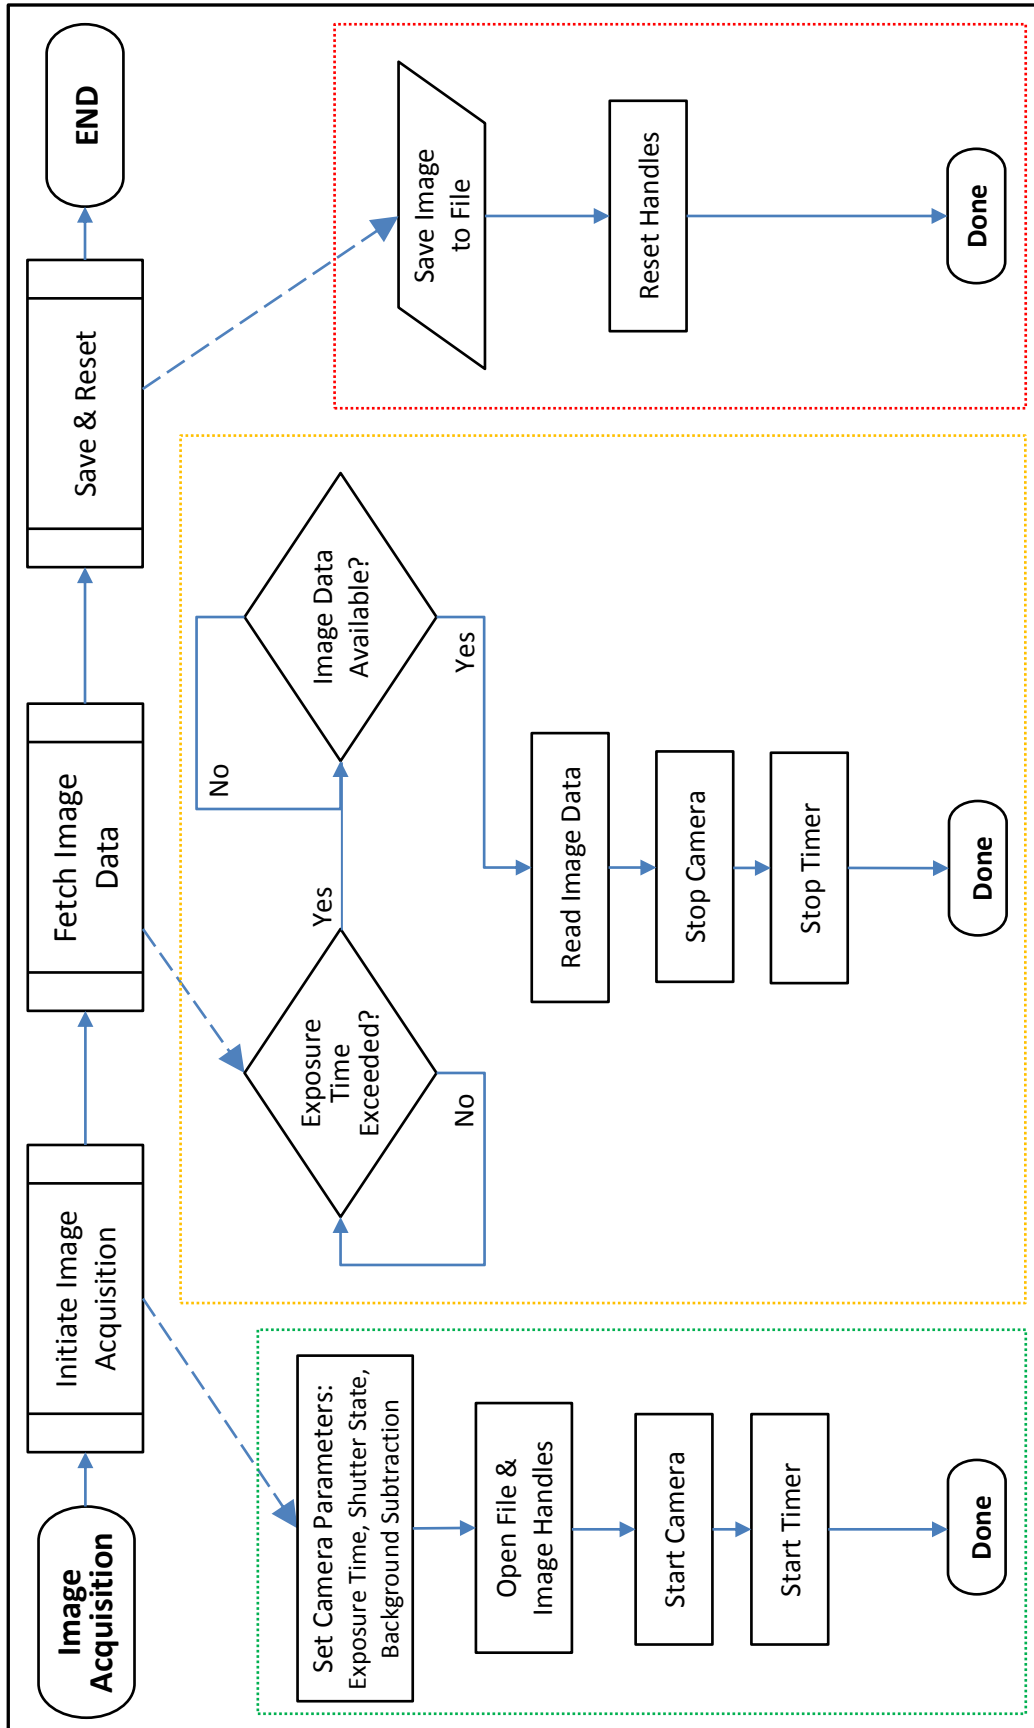 Image
Acquisition
Initiate Image
Acquisition
Fetch Image
Data
Save & Reset
END
Set Camera Parameters:
Exposure Time, Shutter State,
Background Subtraction
Open File &
Image Handles
Start Camera
Start Timer
Done
Exposure
Time
Exceeded?
No
Yes
Image Data
Available?
No
Yes
Read Image Data
Stop Camera
Stop Timer
Done
Save Image
to File
Reset Handles
Done